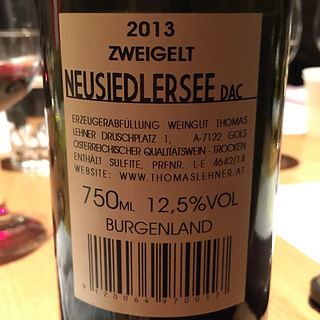 2013
ZWEIGELT
NEUSIEDLERSEE DAC
ERZEUGERABFÜLLUNG WEINGUT THOMAS
LEHNER DRUSCHPLATZ 1, A-7122 GOLS
ÖSTERREICHISCHER QUALITÄTSWEIN · TROCKEN
ENTHÄLT SULFITE, PRFNR. L-E 4642/14
WEBSITE: WWW.THOMASLEHNER.AT
750ML 12,5%VOL
BURGENLAND
9120064970017